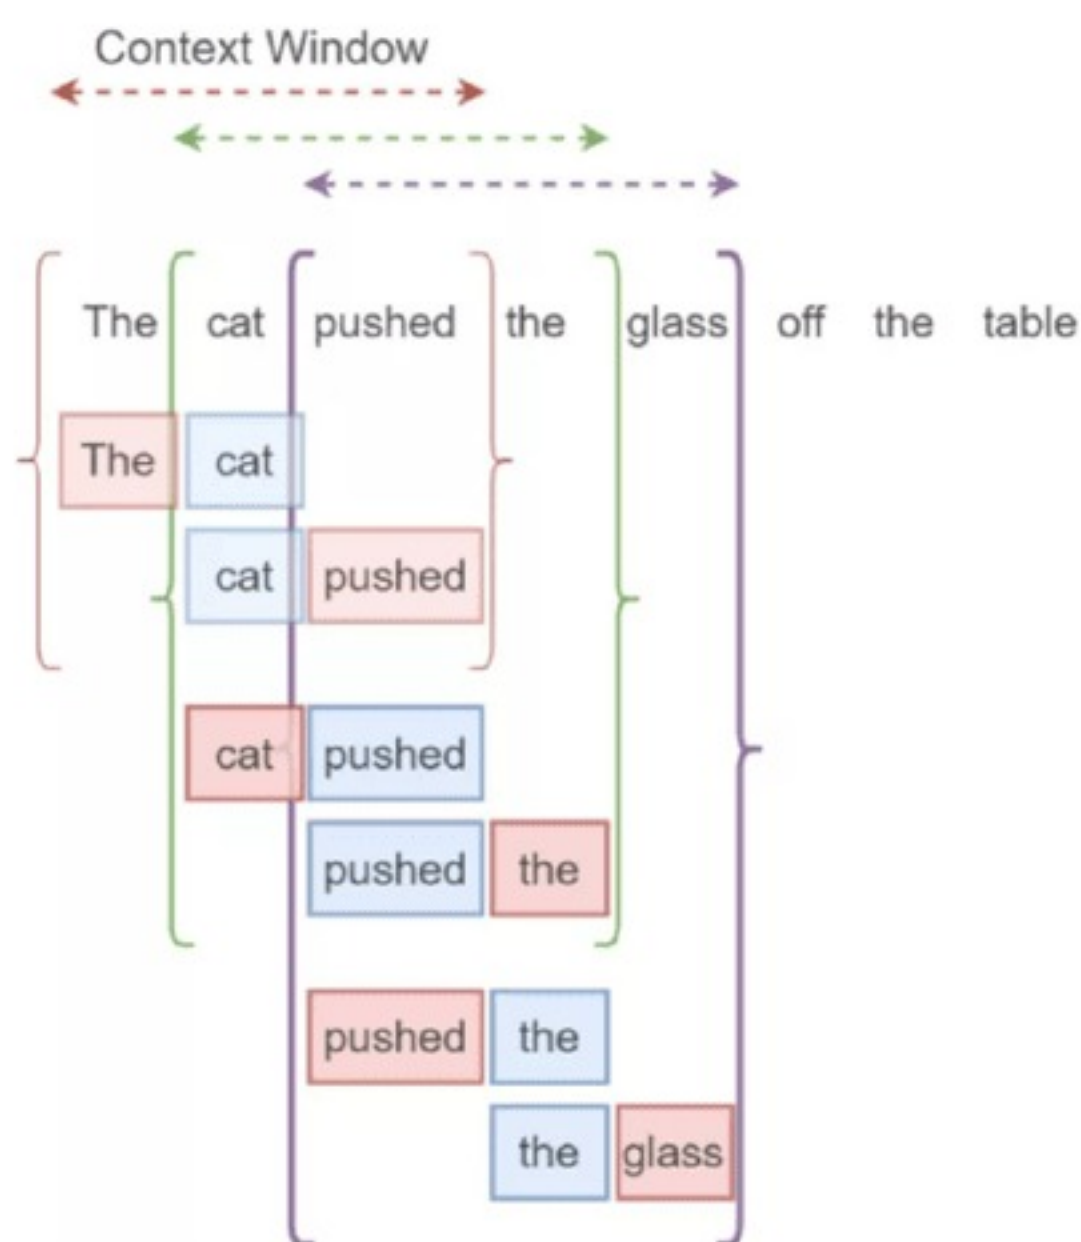 Context Window
The cat pushed the glass off the table
The cat
cat pushed
cat pushed
pushed the
pushed the
the glass